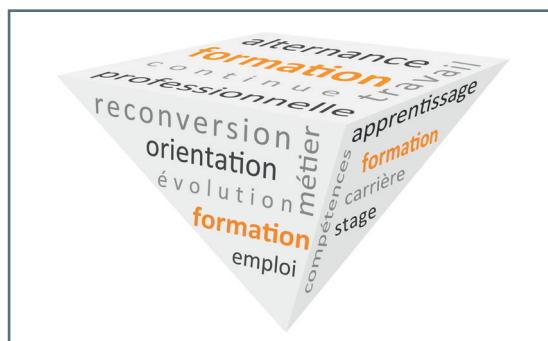 alternance
formation
continue
professionnelle
travail
reconversion
orientation
évolution
formation
emploi
métier
apprentissage
formation
carrière
stage
compétences